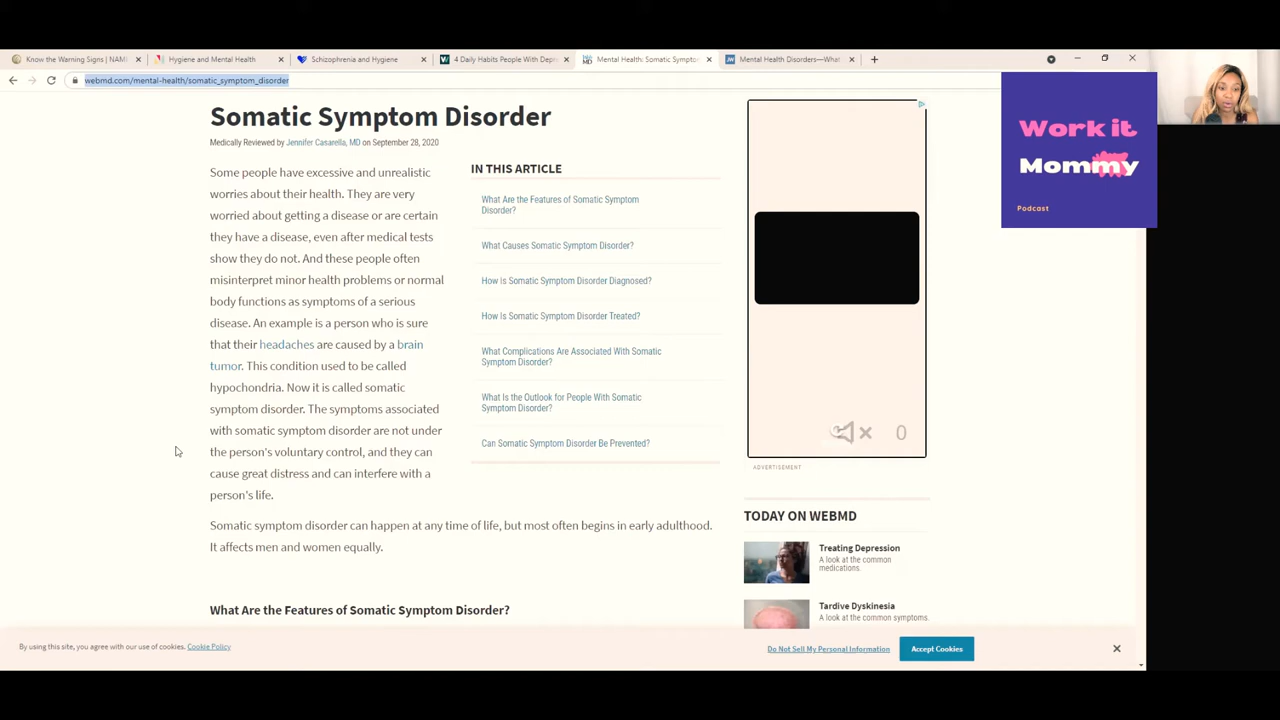 Know the Warning Signs | NAMI
Hygiene and Mental Health
Schizophrenia and Hygiene
4 Daily Habits People With Depr
Mental Health: Somatic Symptom
Mental Health Disorders—What
webmd.com/mental-health/somatic_symptom_disorder
Work it
Mommy
Podcast
Somatic Symptom Disorder
Medically Reviewed by Jennifer Casarella, MD on September 28, 2020
Some people have excessive and unrealistic
worries about their health. They are very
worried about getting a disease or are certain
they have a disease, even after medical tests
show they do not. And these people often
misinterpret minor health problems or normal
body functions as symptoms of a serious
disease. An example is a person who is sure
that their headaches are caused by a brain
tumor. This condition used to be called
hypochondria. Now it is called somatic
symptom disorder. The symptoms associated
with somatic symptom disorder are not under
the person's voluntary control, and they can
cause great distress and can interfere with a
person's life.
IN THIS ARTICLE
What Are the Features of Somatic Symptom
Disorder?
What Causes Somatic Symptom Disorder?
How is Somatic Symptom Disorder Diagnosed?
How Is Somatic Symptom Disorder Treated?
What Complications Are Associated With Somatic
Symptom Disorder?
What Is the Outlook for People With Somatic
Symptom Disorder?
Can Somatic Symptom Disorder Be Prevented?
0
ADVERTISEMENT
Somatic symptom disorder can happen at any time of life, but most often begins in early adulthood.
It affects men and women equally.
What Are the Features of Somatic Symptom Disorder?
TODAY ON WEBMD
Treating Depression
A look at the common
medications.
Tardive Dyskinesia
A look at the common symptoms.
By using this site, you agree with our use of cookies. Cookie Policy
Do Not Sell My Personal Information
Accept Cookies